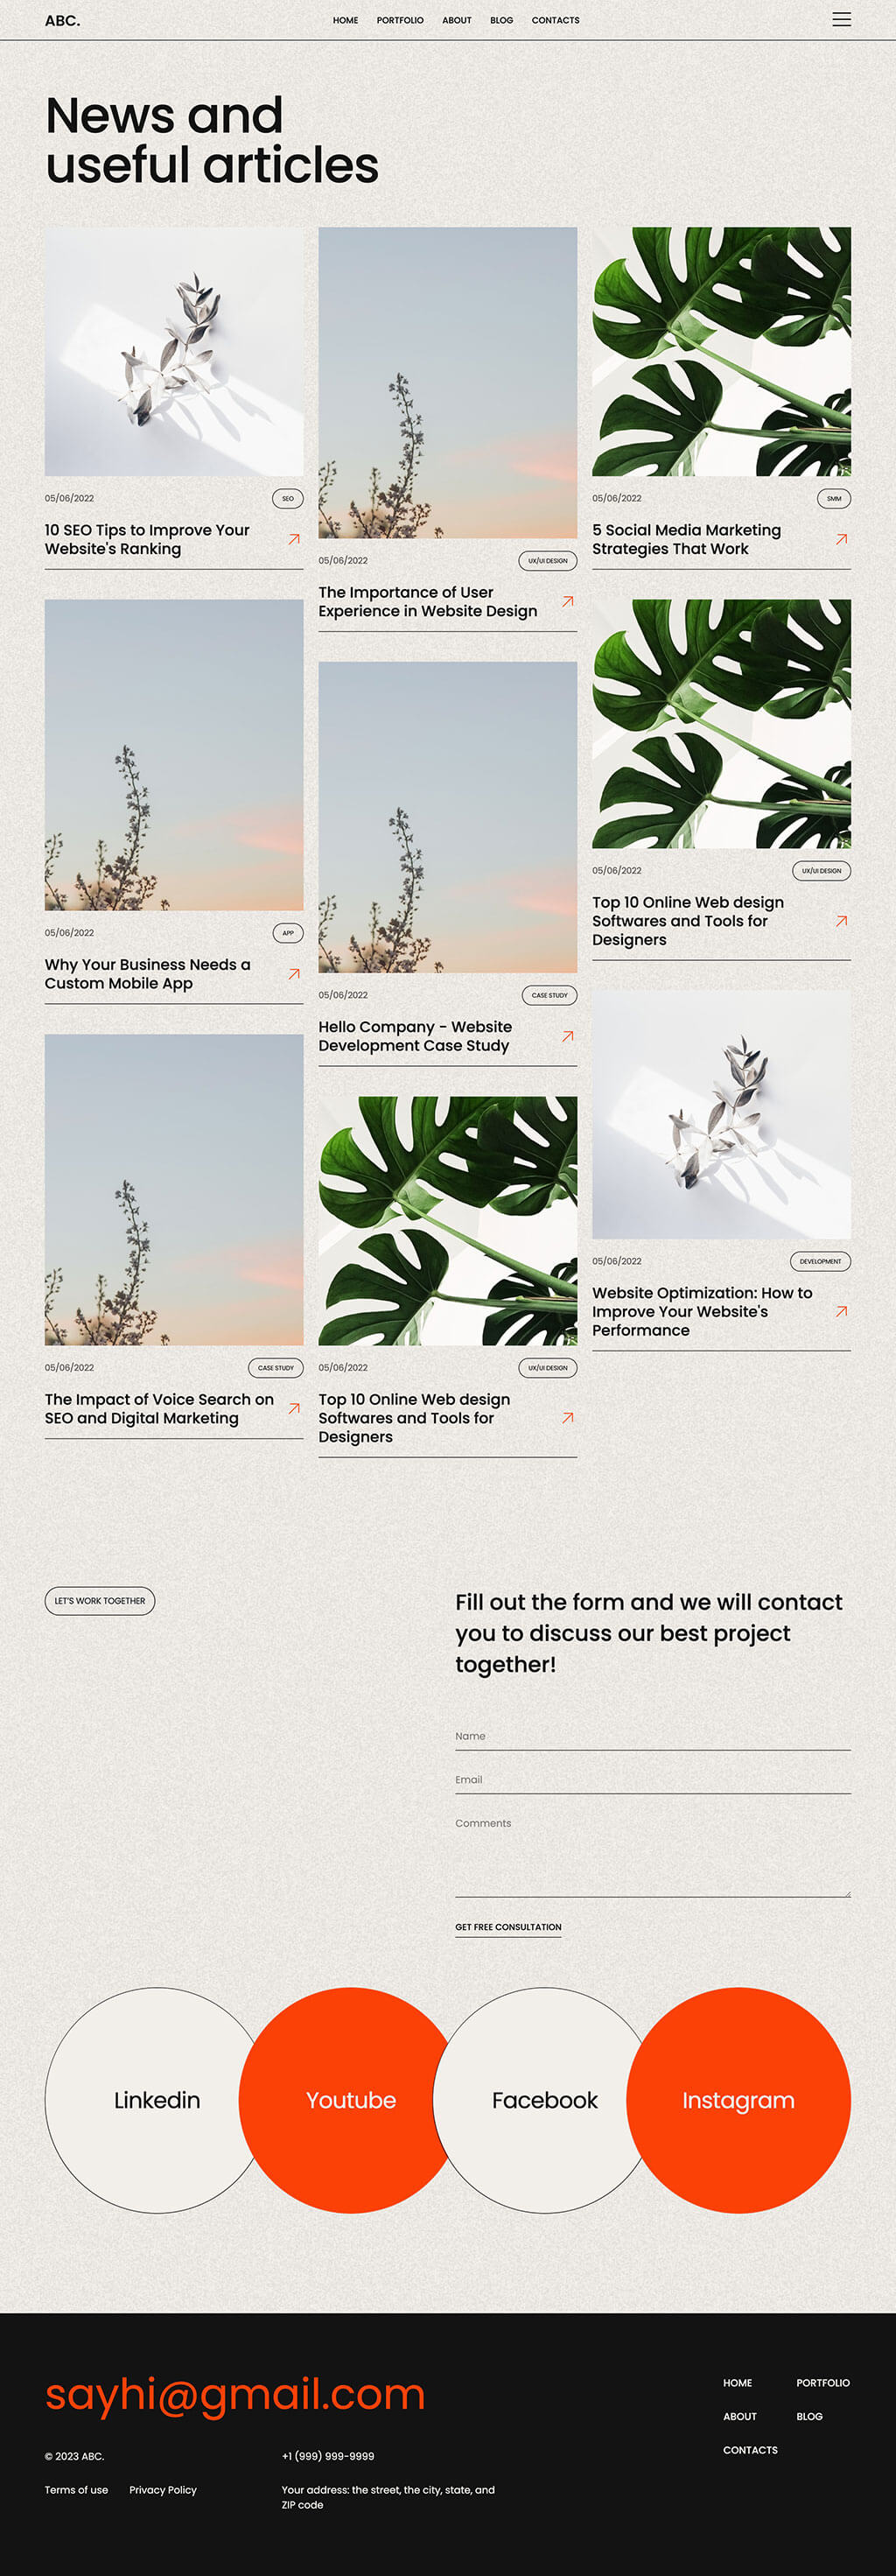 ABC.
HOME PORTFOLIO ABOUT BLOG CONTACTS
News and
useful articles
05/06/2022 SEO
10 SEO Tips to Improve Your
Website's Ranking
05/06/2022 UX/UI DESIGN
The Importance of User
Experience in Website Design
05/06/2022 SMM
5 Social Media Marketing
Strategies That Work
05/06/2022 APP
Why Your Business Needs a
Custom Mobile App
05/06/2022 CASE STUDY
Hello Company - Website
Development Case Study
05/06/2022 UX/UI DESIGN
Top 10 Online Web design
Softwares and Tools for
Designers
05/06/2022 CASE STUDY
The Impact of Voice Search on
SEO and Digital Marketing
05/06/2022 UX/UI DESIGN
Top 10 Online Web design
Softwares and Tools for
Designers
05/06/2022 DEVELOPMENT
Website Optimization: How to
Improve Your Website's
Performance
LET'S WORK TOGETHER
Fill out the form and we will contact
you to discuss our best project
together!
Name
Email
Comments
GET FREE CONSULTATION
Linkedin
Youtube
Facebook
Instagram
sayhi@gmail.com
© 2023 ABC.
+1 (999) 999-9999
Terms of use Privacy Policy
Your address: the street, the city, state, and
ZIP code
HOME PORTFOLIO
ABOUT BLOG
CONTACTS